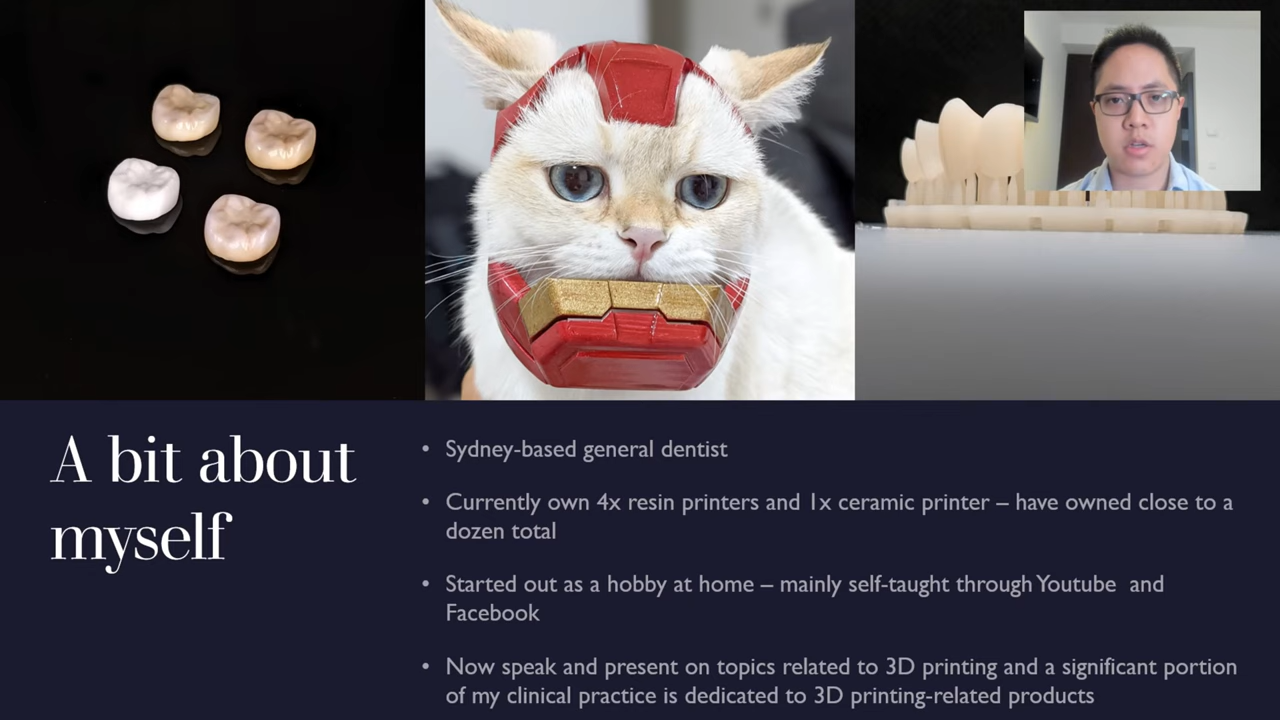 A bit about
myself
• Sydney-based general dentist
• Currently own 4x resin printers and 1x ceramic printer – have owned close to a
dozen total
• Started out as a hobby at home – mainly self-taught through Youtube  and
Facebook
• Now speak and present on topics related to 3D printing and a significant portion
of my clinical practice is dedicated to 3D printing-related products